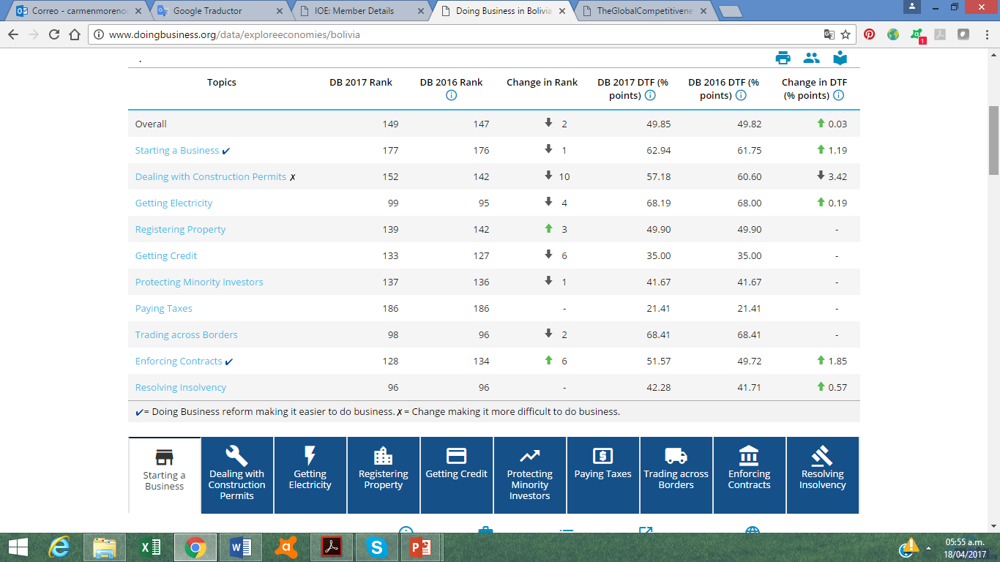 Correo - carmenmoreno
Google Traductor
IOE: Member Details
Doing Business in Bolivia
TheGlobalCompetitivene
www.doingbusiness.org/data/exploreeconomies/bolivia
1
.
Topics DB 2017 Rank DB 2016 Rank Change in Rank DB 2017 DTF (% DB 2016 DTF (% Change in DTF
points) points) (% points)
Overall 149 147 2 49.85 49.82 0.03
Starting a Business ✔ 177 176 1 62.94 61.75 1.19
Dealing with Construction Permits ✗ 152 142 10 57.18 60.60 3.42
Getting Electricity 99 95 4 68.19 68.00 0.19
Registering Property 139 142 3 49.90 49.90 -
Getting Credit 133 127 6 35.00 35.00 -
Protecting Minority Investors 137 136 1 41.67 41.67 -
Paying Taxes 186 186 - 21.41 21.41 -
Trading across Borders 98 96 2 68.41 68.41 -
Enforcing Contracts ✔ 128 134 6 51.57 49.72 1.85
Resolving Insolvency 96 96 - 42.28 41.71 0.57
✔= Doing Business reform making it easier to do business. ✗= Change making it more difficult to do business.
Starting a
Business
Dealing with
Construction
Permits
Getting
Electricity
Registering
Property
Getting Credit
Protecting
Minority
Investors
Paying Taxes
Trading across
Borders
Enforcing
Contracts
Resolving
Insolvency
05:55 a.m.
18/04/2017